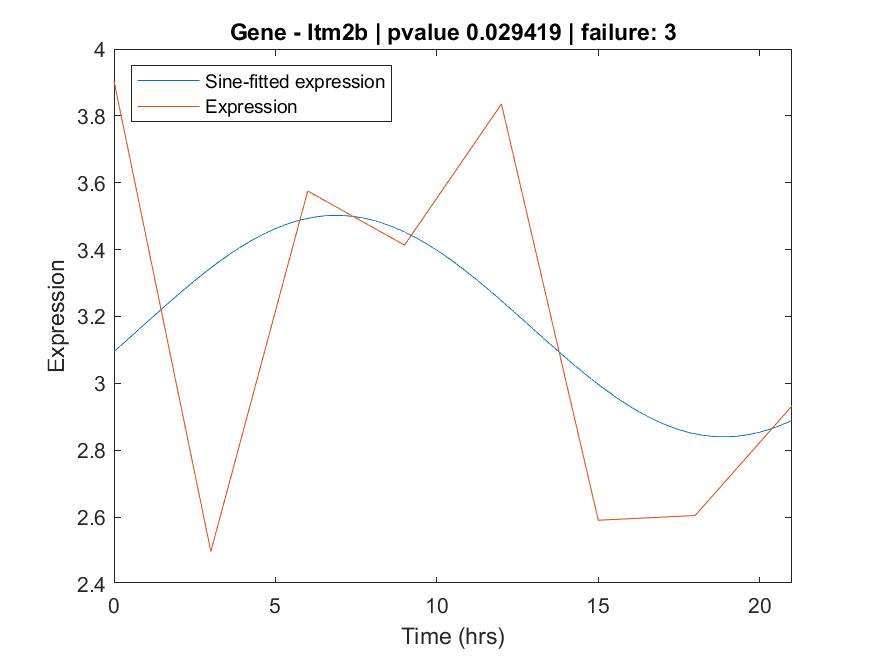 Gene - Itm2b | pvalue 0.029419 | failure: 3
Sine-fitted expression
Expression
4
3.8
3.6
3.4
3.2
3
2.8
2.6
2.4
Expression
0
5
10
15
20
Time (hrs)